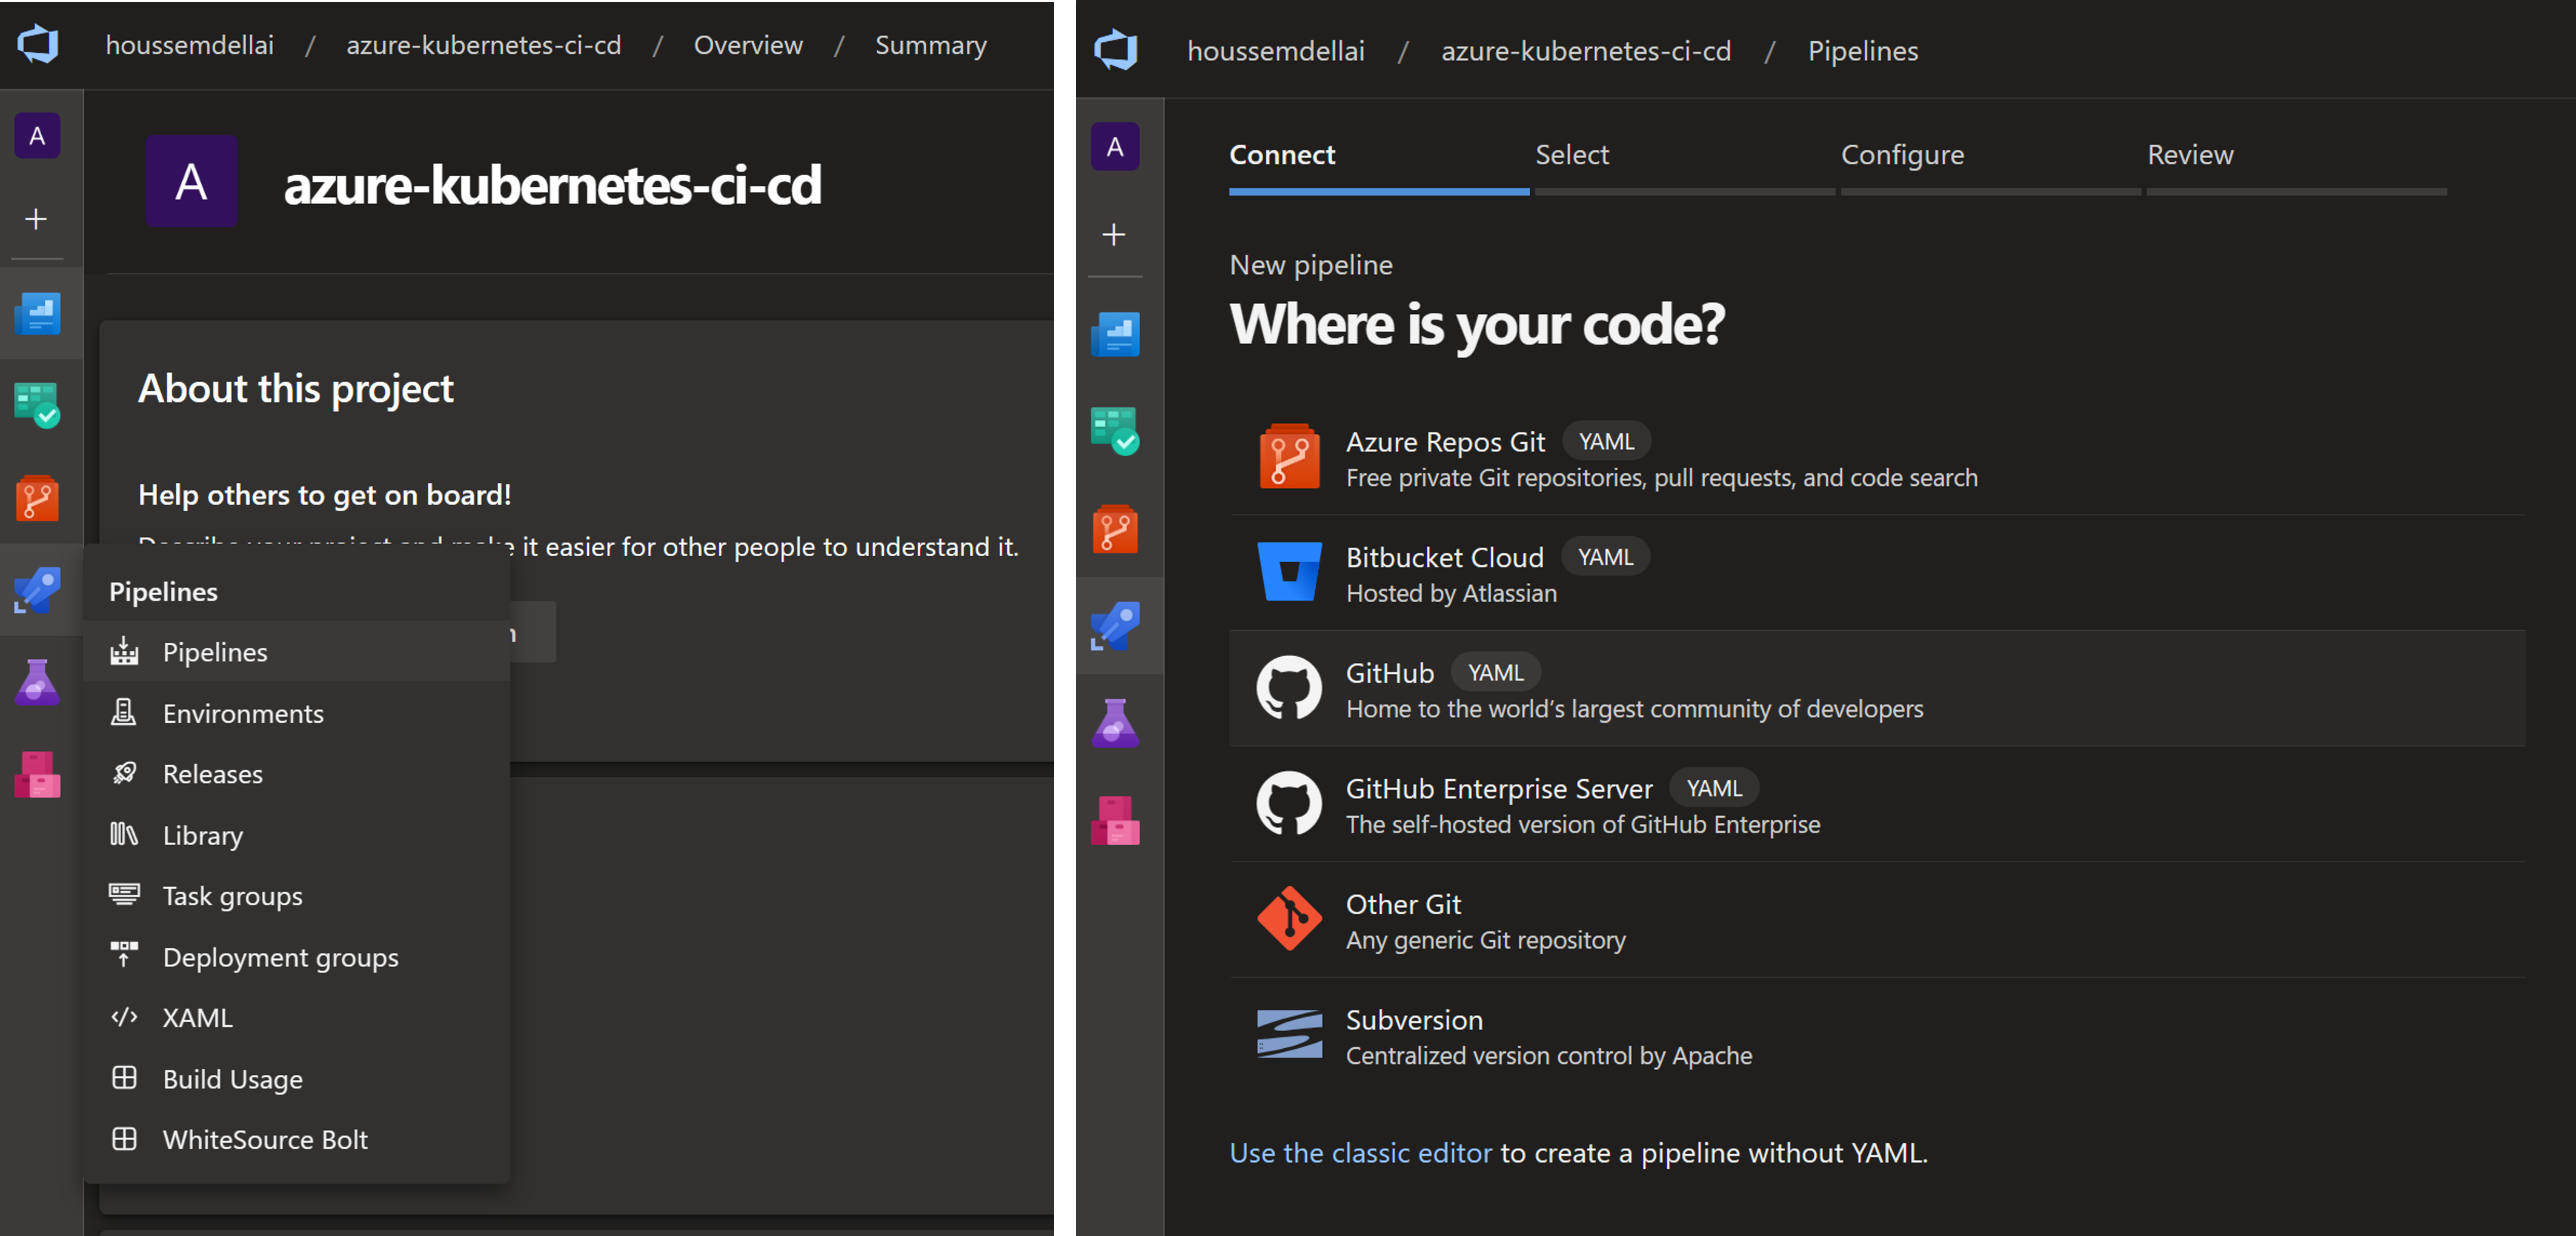 houssemdellai / azure-kubernetes-ci-cd / Overview / Summary
A
A
azure-kubernetes-ci-cd
About this project
Help others to get on board!
Describe your project and make it easier for other people to understand it.
Pipelines
Pipelines
Environments
Releases
Library
Task groups
Deployment groups
XAML
Build Usage
WhiteSource Bolt
houssemdellai / azure-kubernetes-ci-cd / Pipelines
A
Connect Select Configure Review
New pipeline
Where is your code?
Azure Repos Git YAML
Free private Git repositories, pull requests, and code search
Bitbucket Cloud YAML
Hosted by Atlassian
GitHub YAML
Home to the world’s largest community of developers
GitHub Enterprise Server YAML
The self-hosted version of GitHub Enterprise
Other Git
Any generic Git repository
Subversion
Centralized version control by Apache
Use the classic editor to create a pipeline without YAML.